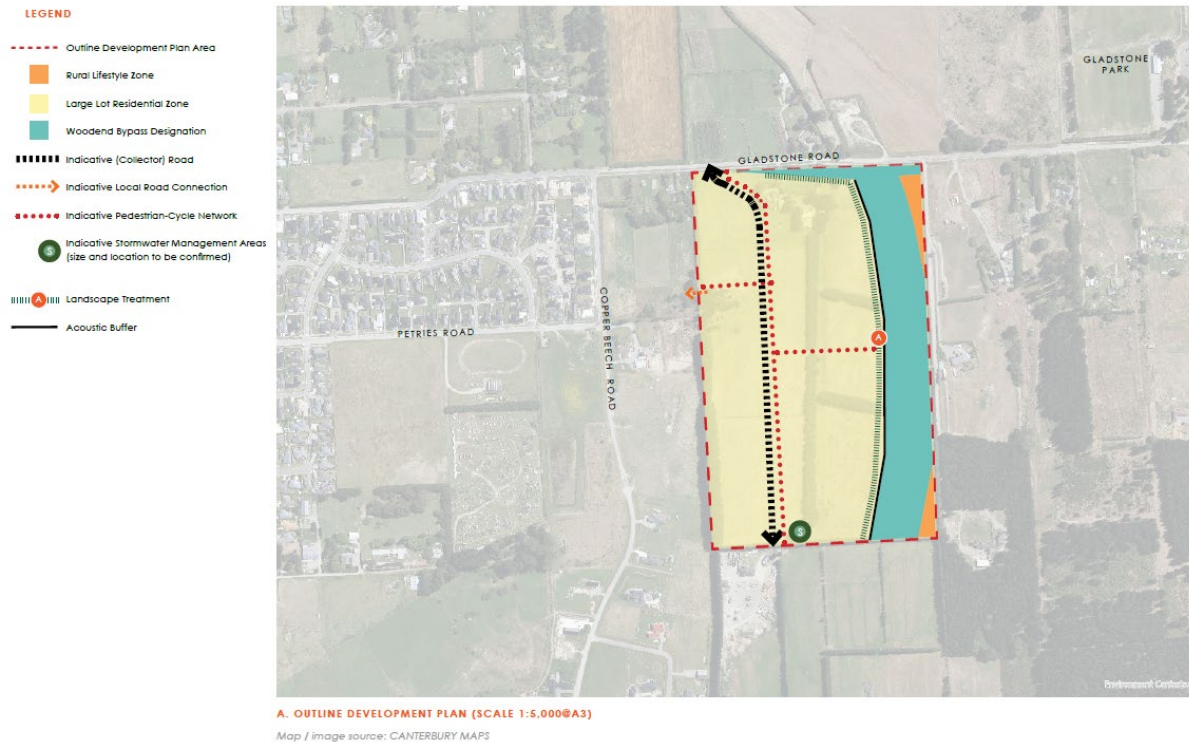 LEGEND
Outline Development Plan Area
Rural Lifestyle Zone
Large Lot Residential Zone
Woodend Bypass Designation
Indicative (Collector) Road
Indicative Local Road Connection
Indicative Pedestrian-Cycle Network
S
Indicative Stormwater Management Areas
(size and location to be confirmed)
A
Landscape Treatment
Acoustic Buffer
GLADSTONE
PARK
GLADSTONE ROAD
COPPER BEECH ROAD
PETRIES ROAD
A
S
A. OUTLINE DEVELOPMENT PLAN (SCALE 1:5,000@A3)
Map / image source: CANTERBURY MAPS